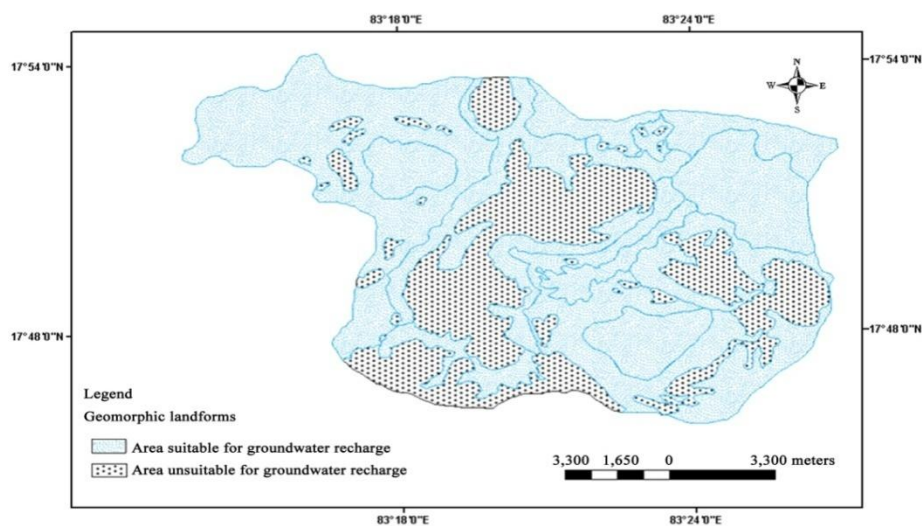 83°18'0"E 83°24'0"E
17°54'0"N 17°54'0"N
N
W E
S
17°48'0"N 17°48'0"N
Legend
Geomorphic landforms
Area suitable for groundwater recharge
Area unsuitable for groundwater recharge
3,300 1,650 0 3,300 meters
83°18'0"E 83°24'0"E